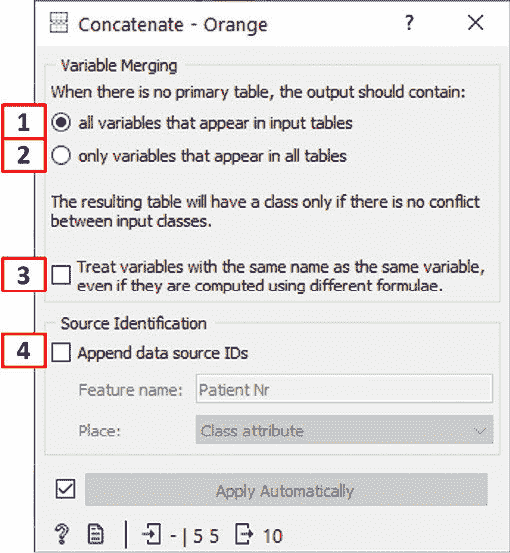 Concatenate - Orange ? ×
Variable Merging
When there is no primary table, the output should contain:
1 all variables that appear in input tables
2 only variables that appear in all tables
The resulting table will have a class only if there is no conflict
between input classes.
3 Treat variables with the same name as the same variable,
even if they are computed using different formulae.
Source Identification
4 Append data source IDs
Feature name: Patient Nr
Place: Class attribute
Apply Automatically
? - | 5 5 10